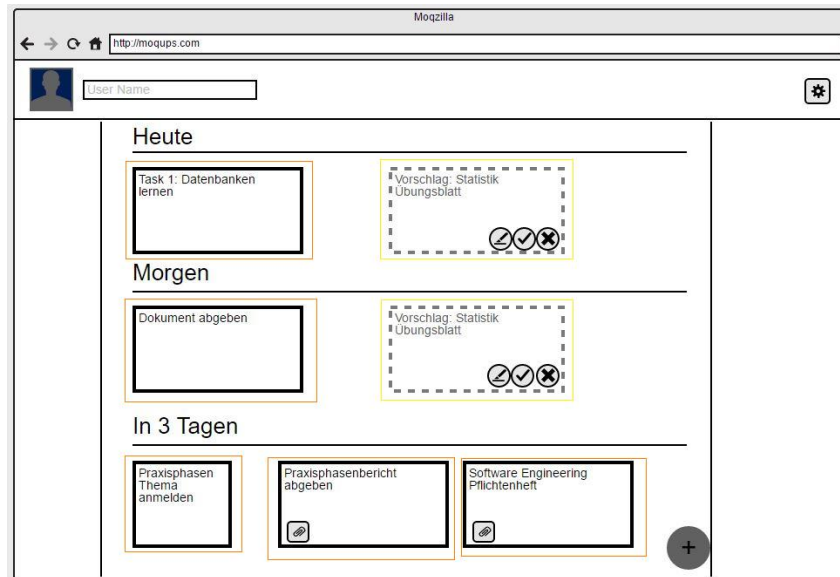 Moqzilla
http://moqups.com
User Name
Heute
Task 1: Datenbanken
lernen
Vorschlag: Statistik
Übungsblatt
Morgen
Dokument abgeben
Vorschlag: Statistik
Übungsblatt
In 3 Tagen
Praxisphasen
Thema
anmelden
Praxisphasenbericht
abgeben
Software Engineering
Pflichtenheft
+